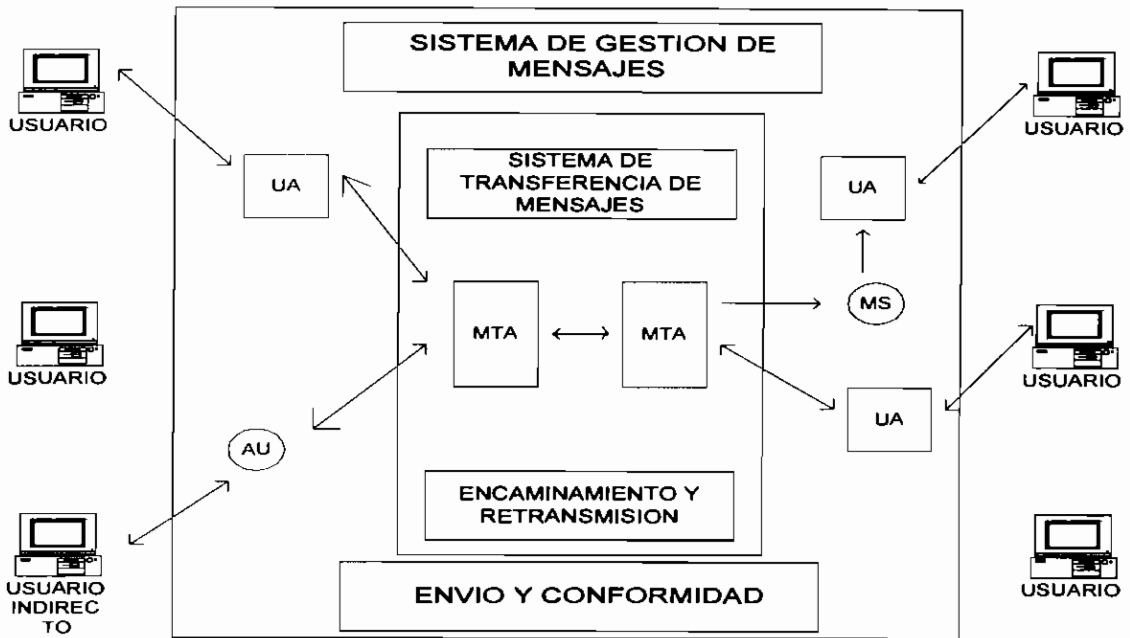 SISTEMA DE GESTION DE
MENSAJES
USUARIO
USUARIO
SISTEMA DE
TRANSFERENCIA DE
MENSAJES
UA
UA
MS
MTA
MTA
USUARIO
USUARIO
UA
AU
ENCAMINAMIENTO Y
RETRANSMISION
USUARIO
INDIREC
TO
ENVIO Y CONFORMIDAD
USUARIO